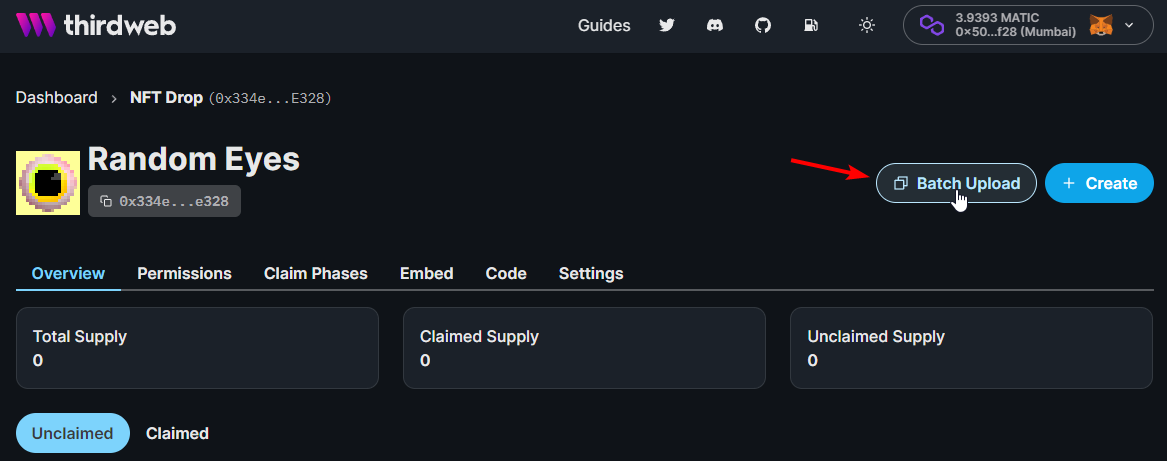 thirdweb
Guides
3.9393 MATIC
0×50...f28 (Mumbai)
Dashboard > NFT Drop (0x334e...E328)
Random Eyes
0x334e...e328
Batch Upload
+ Create
Overview Permissions Claim Phases Embed Code Settings
Total Supply Claimed Supply Unclaimed Supply
0 0 0
Unclaimed Claimed